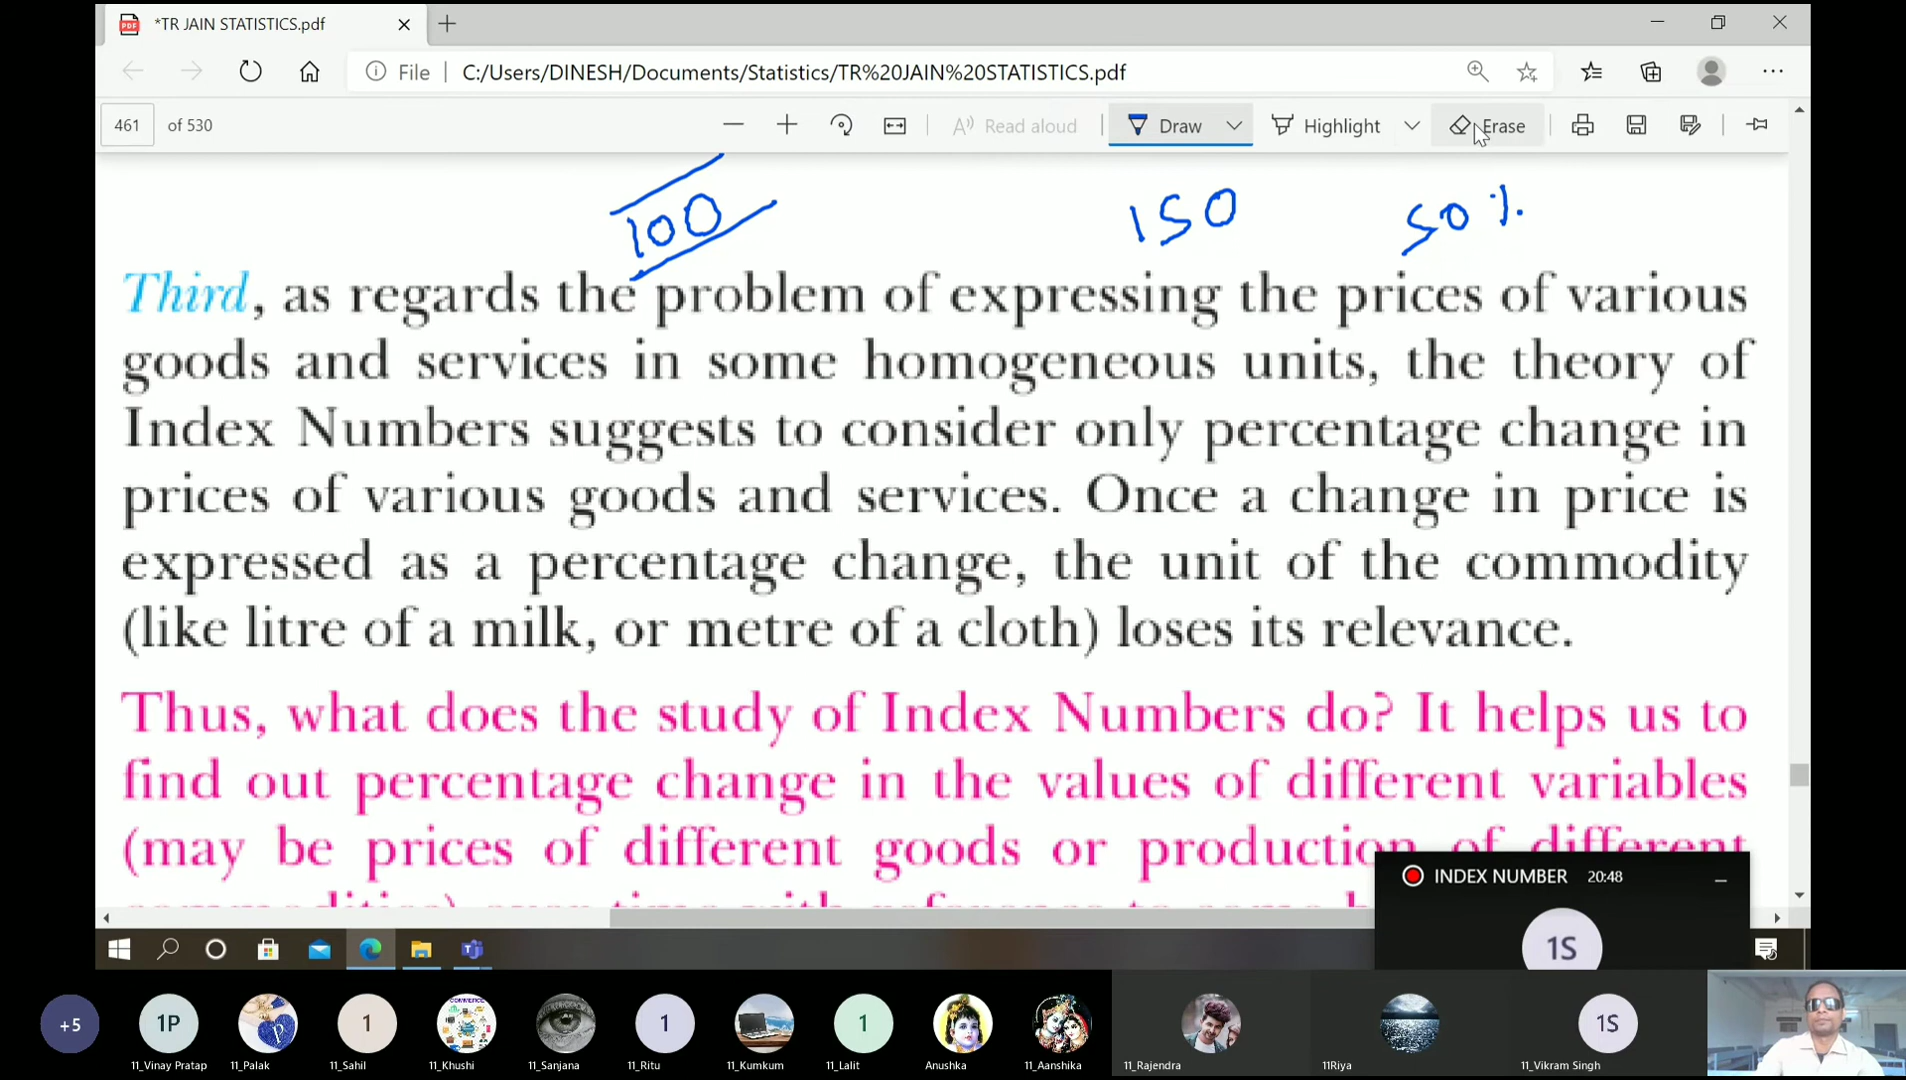 *TR JAIN STATISTICS.pdf
File C:/Users/DINESH/Documents/Statistics/TR%20JAIN%20STATISTICS.pdf
461 of 530 Read aloud Draw Highlight Erase
100 150 50%
Third, as regards the problem of expressing the prices of various
goods and services in some homogeneous units, the theory of
Index Numbers suggests to consider only percentage change in
prices of various goods and services. Once a change in price is
expressed as a percentage change, the unit of the commodity
(like litre of a milk, or metre of a cloth) loses its relevance.
Thus, what does the study of Index Numbers do? It helps us to
find out percentage change in the values of different variables
(may be prices of different goods or production of different
INDEX NUMBER 20:48
1S
+5 1P 1 1 1 1S
11_Vinay Pratap 11_Palak 11_Sahil 11_Khushi 11_Sanjana 11_Ritu 11_Kumkum 11_Lalit Anushka 11_Aanshika 11_Rajendra 11Riya 11_Vikram Singh